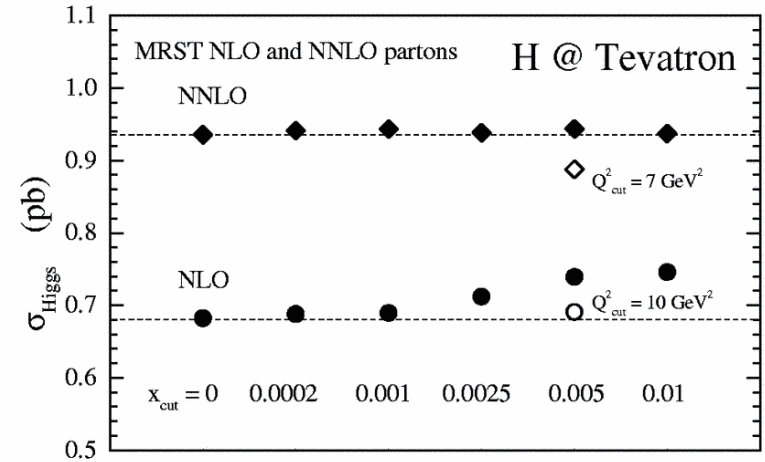 1.1
MRST NLO and NNLO partons
H @ Tevatron
1.0
NNLO
0.9
Q²cut = 7 GeV²
σHiggs (pb)
0.8
NLO
0.7
Q²cut = 10 GeV²
0.6
xcut = 0 0.0002 0.001 0.0025 0.005 0.01
0.5